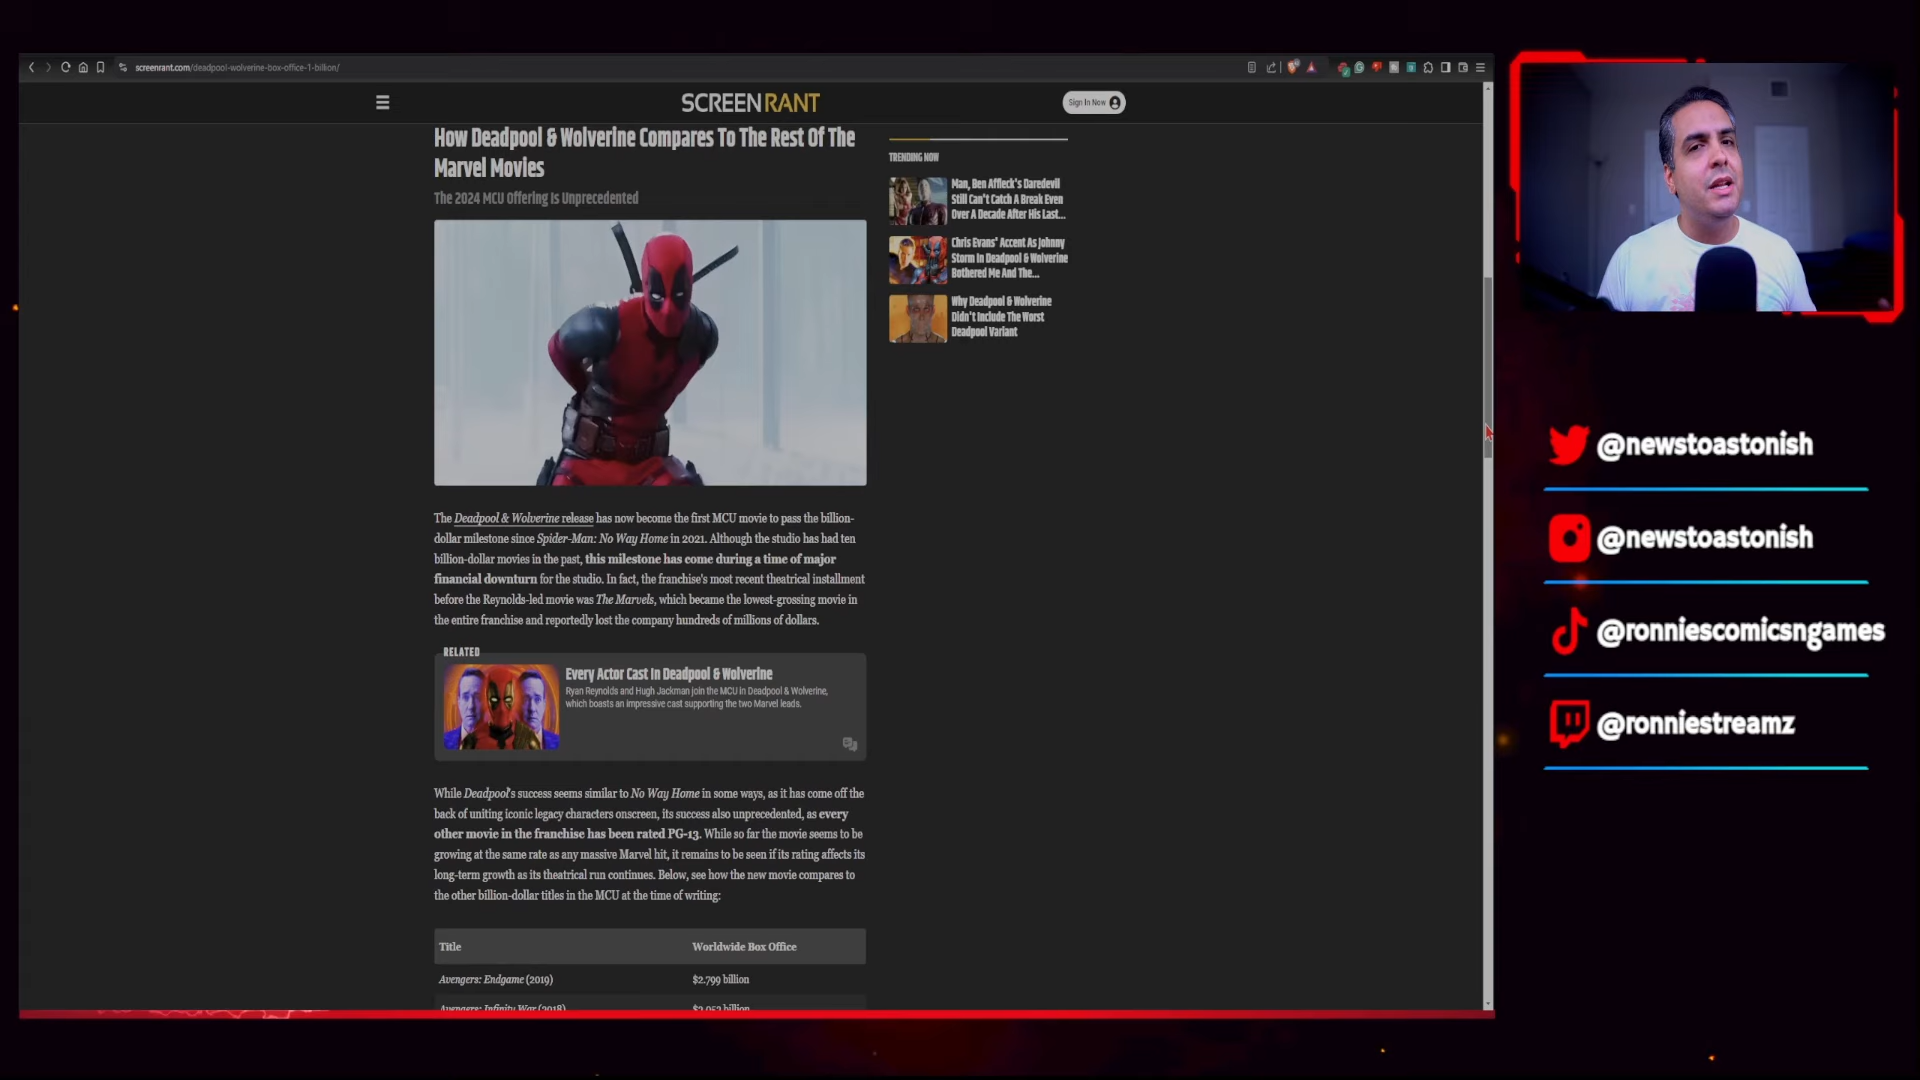 screenrant.com/deadpool-wolverine-box-office-1-billion/
SCREENRANT
Sign In Now
How Deadpool & Wolverine Compares To The Rest Of The
Marvel Movies
The 2024 MCU Offering Is Unprecedented
The Deadpool & Wolverine release has now become the first MCU movie to pass the billion-
dollar milestone since Spider-Man: No Way Home in 2021. Although the studio has had ten
billion-dollar movies in the past, this milestone has come during a time of major
financial downturn for the studio. In fact, the franchise's most recent theatrical installment
before the Reynolds-led movie was The Marvels, which became the lowest-grossing movie in
the entire franchise and reportedly lost the company hundreds of millions of dollars.
RELATED
Every Actor Cast In Deadpool & Wolverine
Ryan Reynolds and Hugh Jackman join the MCU in Deadpool & Wolverine,
which boasts an impressive cast supporting the two Marvel leads.
While Deadpool's success seems similar to No Way Home in some ways, as it has come off the
back of uniting iconic legacy characters onscreen, its success also unprecedented, as every
other movie in the franchise has been rated PG-13. While so far the movie seems to be
growing at the same rate as any massive Marvel hit, it remains to be seen if its rating affects its
long-term growth as its theatrical run continues. Below, see how the new movie compares to
the other billion-dollar titles in the MCU at the time of writing:
Title Worldwide Box Office
Avengers: Endgame (2019) $2.799 billion
Avengers: Infinity War (2018) $2.052 billion
TRENDING NOW
Man, Ben Affleck's Daredevil
Still Can't Catch A Break Even
Over A Decade After His Last...
Chris Evans' Accent As Johnny
Storm In Deadpool & Wolverine
Bothered Me And The...
Why Deadpool & Wolverine
Didn't Include The Worst
Deadpool Variant
@newstoastonish
@newstoastonish
@ronniescomicsngames
@ronniestreamz